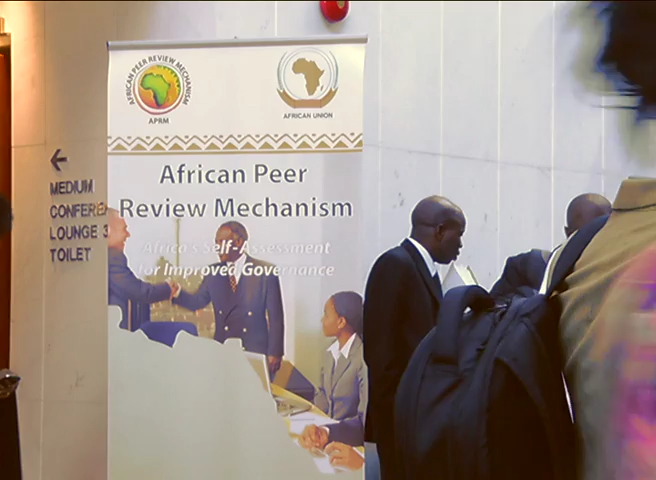 AFRICAN PEER REVIEW MECHANISM
APRM
AFRICAN UNION
African Peer
Review Mechanism
Africa's Self-Assessment
for Improved Governance
MEDIUM
CONFERE
LOUNGE 3
TOILET